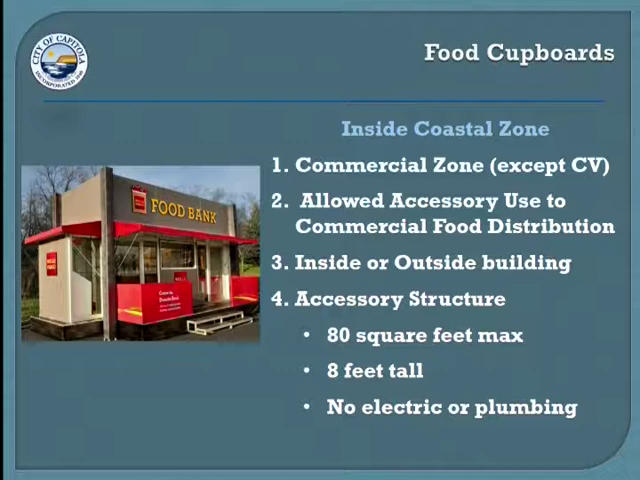 CITY OF CAPITOLA
INCORPORATED 1949
Food Cupboards
Inside Coastal Zone
1. Commercial Zone (except CV)
2. Allowed Accessory Use to
Commercial Food Distribution
3. Inside or Outside building
4. Accessory Structure
• 80 square feet max
• 8 feet tall
• No electric or plumbing
FOOD BANK